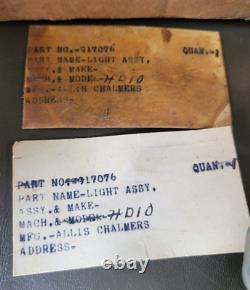 PART NO.-917076 QUAN.-1
PART NAME-LIGHT ASSY,
ASSY,& MAKE-
MACH,& MODEL-HD10
MFG.-ALLIS CHALMERS
ADDRESS-
PART NO.-917076 QUAN.-1
PART NAME-LIGHT ASSY,
ASSY,& MAKE-
MACH,& MODEL-HD10
MFG.-ALLIS CHALMERS
ADDRESS-